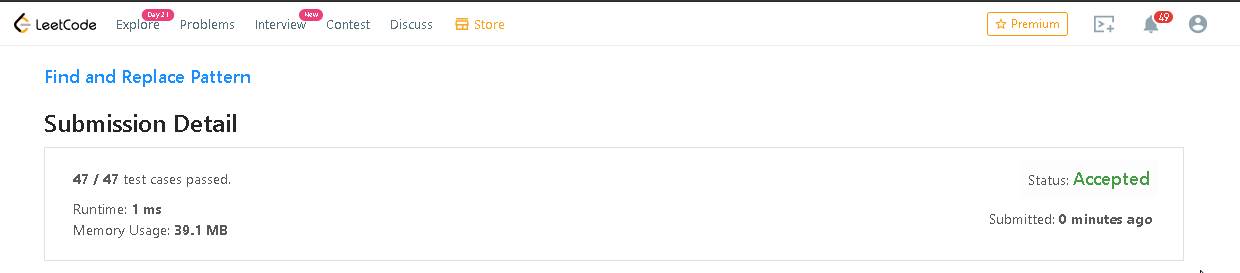 LeetCode Explore Day 21 Problems Interview New Contest Discuss Store Premium 49
Find and Replace Pattern
Submission Detail
47 / 47 test cases passed.
Status: Accepted
Runtime: 1 ms
Submitted: 0 minutes ago
Memory Usage: 39.1 MB